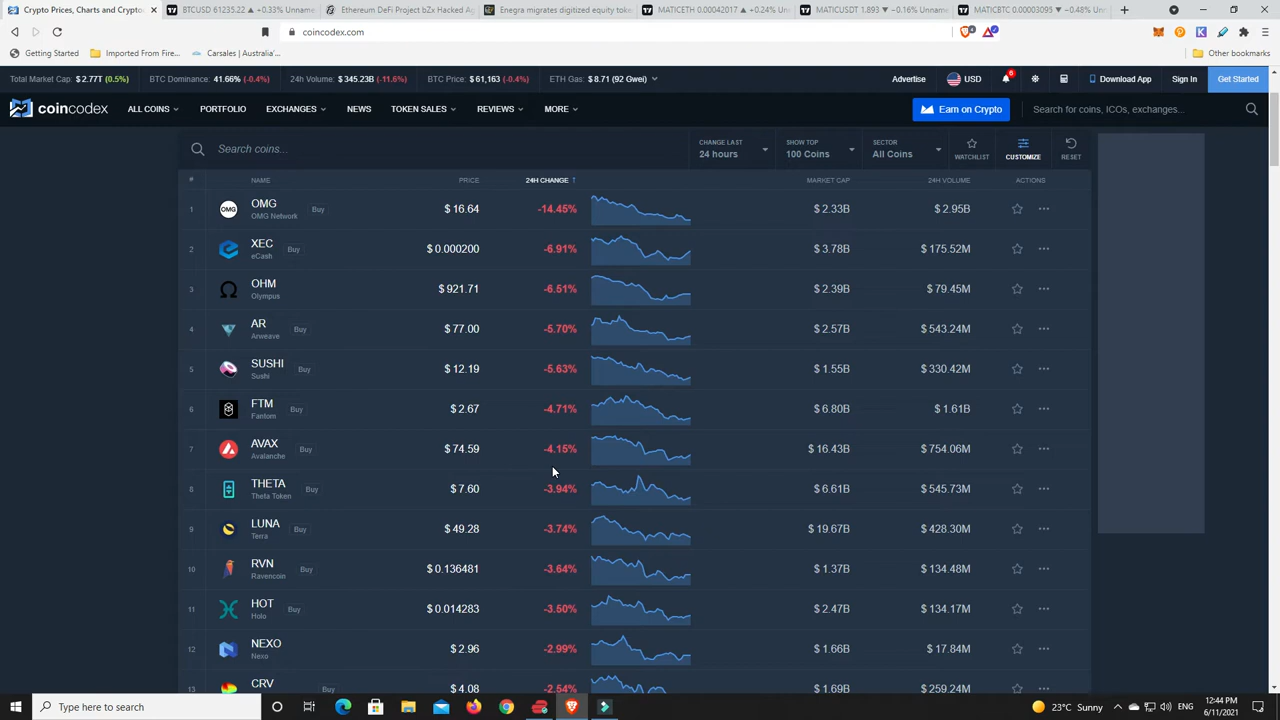 Crypto Prices, Charts and Crypto
BTCUSD 61235.22 ▲ +0.33% Unname
Ethereum DeFi Project bZx Hacked Ag
Enegra migrates digitized equity token
MATICETH 0.00042017 ▲ +0.24% Unn
MATICUSDT 1.893 ▼ −0.16% Unname
MATICBTC 0.00003095 ▼ −0.48% Unn
coincodex.com
Getting Started
Imported From Fire...
Carsales | Australia'...
Other bookmarks
Total Market Cap: $ 2.77T (0.5%)
BTC Dominance: 41.66% (-0.4%)
24h Volume: $ 345.23B (-11.6%)
BTC Price: $ 61,163 (-0.4%)
ETH Gas: $ 8.71 (92 Gwei)
Advertise
USD
Download App
Sign In
Get Started
coincodex
ALL COINS
PORTFOLIO
EXCHANGES
NEWS
TOKEN SALES
REVIEWS
MORE
Earn on Crypto
Search for coins, ICOs, exchanges...
Search coins...
CHANGE LAST
24 hours
SHOW TOP
100 Coins
SECTOR
All Coins
WATCHLIST
CUSTOMIZE
RESET
# NAME PRICE 24H CHANGE ↑ MARKET CAP 24H VOLUME ACTIONS
1 OMG OMG Buy $ 16.64 -14.45% $ 2.33B $ 2.95B
OMG Network
2 XEC Buy $ 0.000200 -6.91% $ 3.78B $ 175.52M
eCash
3 OHM $ 921.71 -6.51% $ 2.39B $ 79.45M
Olympus
4 AR Buy $ 77.00 -5.70% $ 2.57B $ 543.24M
Arweave
5 SUSHI Buy $ 12.19 -5.63% $ 1.55B $ 330.42M
Sushi
6 FTM Buy $ 2.67 -4.71% $ 6.80B $ 1.61B
Fantom
7 AVAX Buy $ 74.59 -4.15% $ 16.43B $ 754.06M
Avalanche
8 THETA Buy $ 7.60 -3.94% $ 6.61B $ 545.73M
Theta Token
9 LUNA Buy $ 49.28 -3.74% $ 19.67B $ 428.30M
Terra
10 RVN Buy $ 0.136481 -3.64% $ 1.37B $ 134.48M
Ravencoin
11 HOT Buy $ 0.014283 -3.50% $ 2.47B $ 134.17M
Holo
12 NEXO Buy $ 2.96 -2.99% $ 1.66B $ 17.84M
Nexo
13 CRV Buy $ 4.08 -2.54% $ 1.69B $ 259.24M
Type here to search
23°C Sunny
12:44 PM
6/11/2021